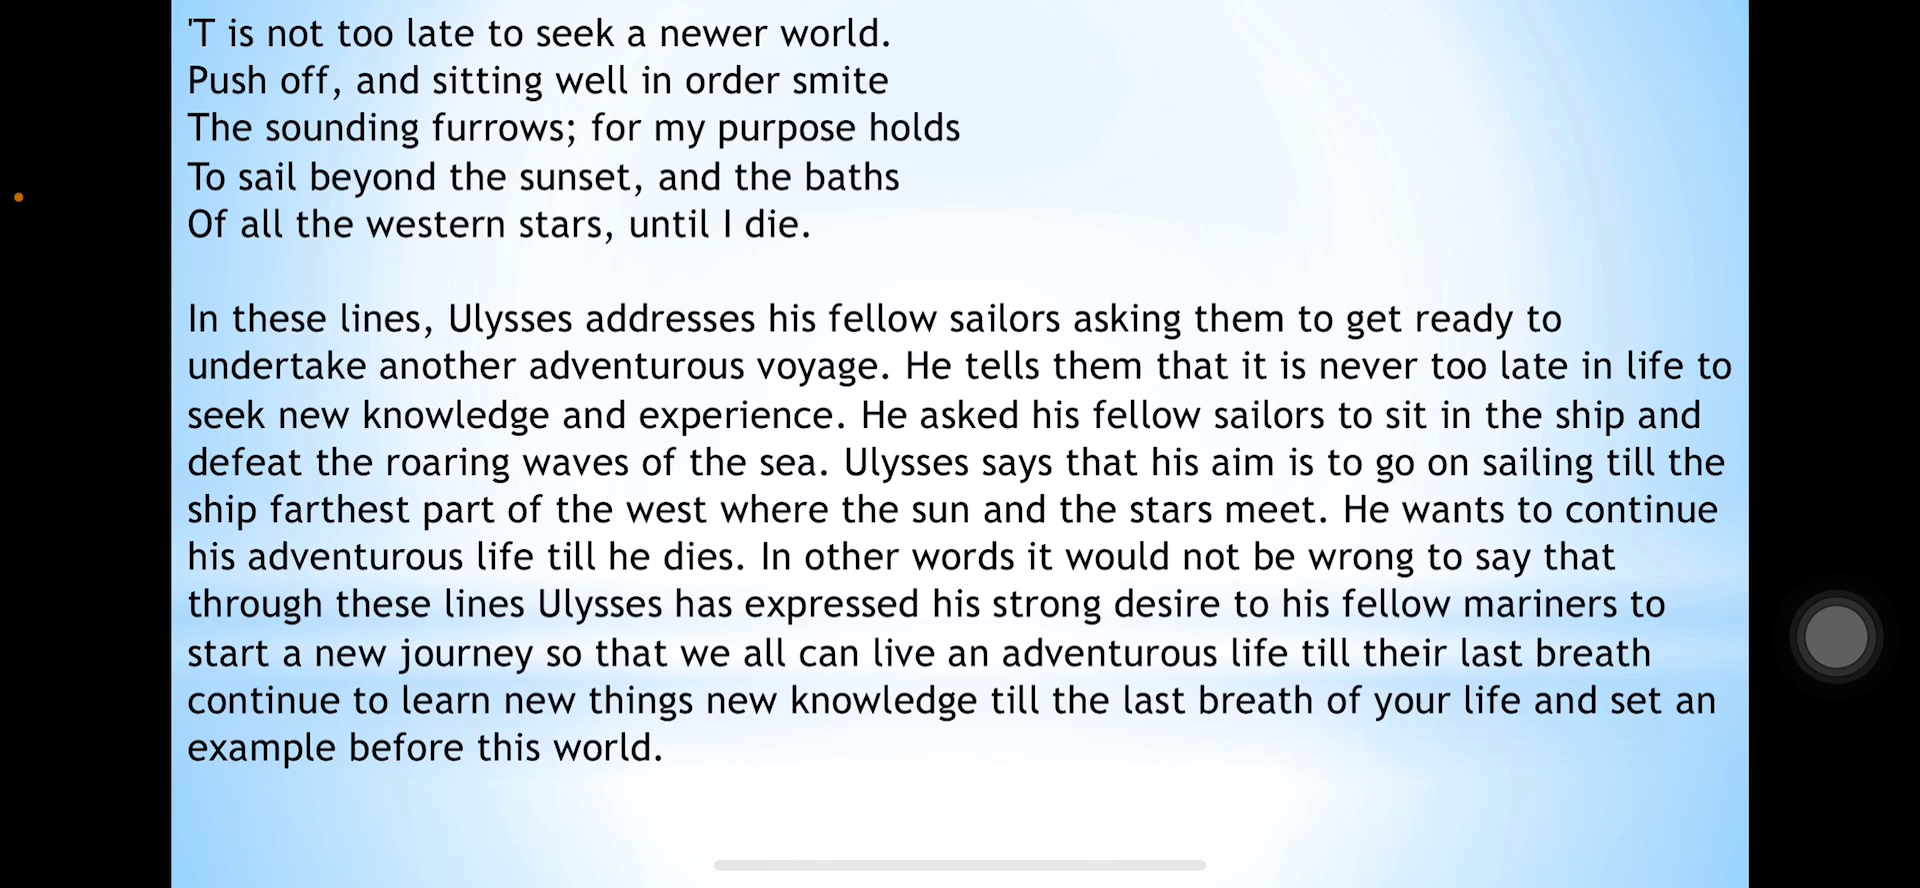 'T is not too late to seek a newer world.
Push off, and sitting well in order smite
The sounding furrows; for my purpose holds
To sail beyond the sunset, and the baths
Of all the western stars, until I die.
In these lines, Ulysses addresses his fellow sailors asking them to get ready to
undertake another adventurous voyage. He tells them that it is never too late in life to
seek new knowledge and experience. He asked his fellow sailors to sit in the ship and
defeat the roaring waves of the sea. Ulysses says that his aim is to go on sailing till the
ship farthest part of the west where the sun and the stars meet. He wants to continue
his adventurous life till he dies. In other words it would not be wrong to say that
through these lines Ulysses has expressed his strong desire to his fellow mariners to
start a new journey so that we all can live an adventurous life till their last breath
continue to learn new things new knowledge till the last breath of your life and set an
example before this world.